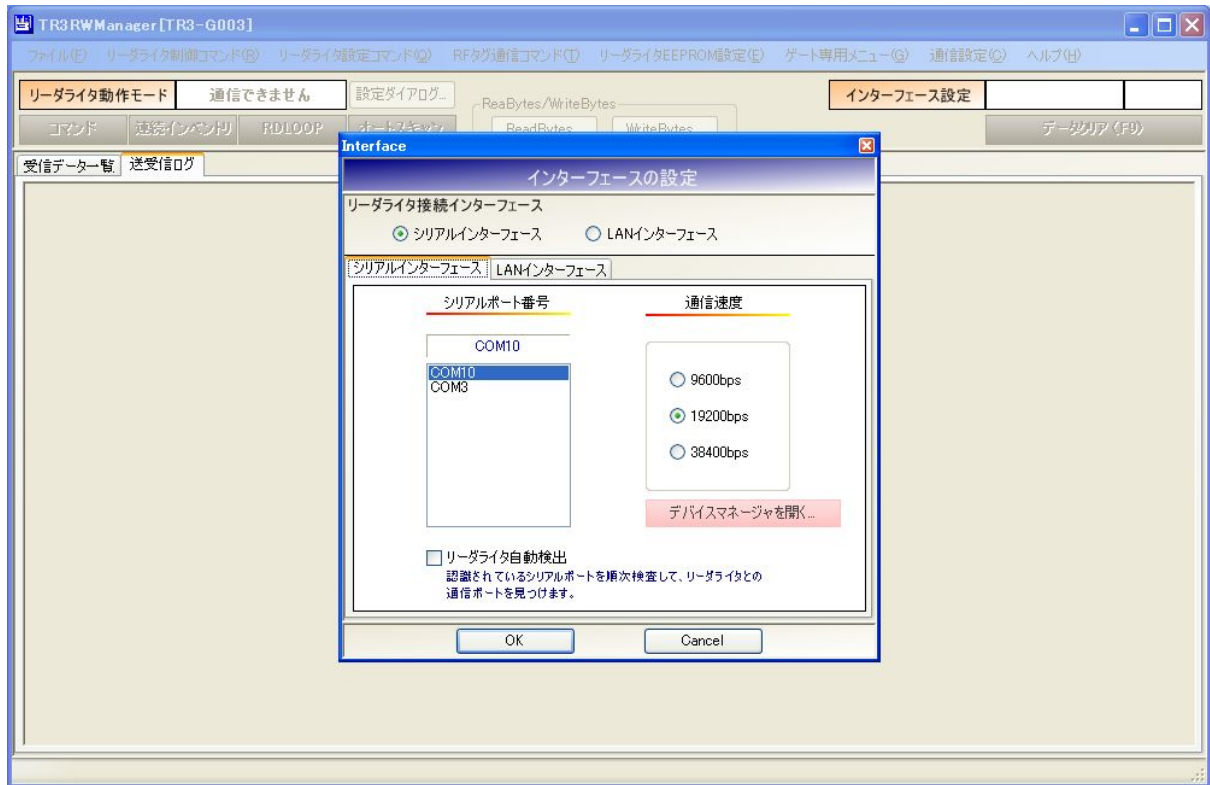 TR3RWManager[TR3-G003]
ファイル(F) リーダライタ制御コマンド(R) リーダライタ設定コマンド(Q) RFタグ通信コマンド(T) リーダライタEEPROM設定(E) ゲート専用メニュー(G) 通信設定(C) ヘルプ(H)
リーダライタ動作モード 通信できません 設定ダイアログ... ReaBytes/WriteBytes インターフェース設定
コマンド 連続インベントリ RDLOOP オートスキャン ReadBytes WriteBytes データクリア (F9)
受信データ一覧 送受信ログ
Interface
インターフェースの設定
リーダライタ接続インターフェース
シリアルインターフェース LANインターフェース
シリアルインターフェース LANインターフェース
シリアルポート番号 通信速度
COM10
COM10
COM3
9600bps
19200bps
38400bps
デバイスマネージャを開く...
リーダライタ自動検出
認識されているシリアルポートを順次検査して、リーダライタとの
通信ポートを見つけます。
OK Cancel